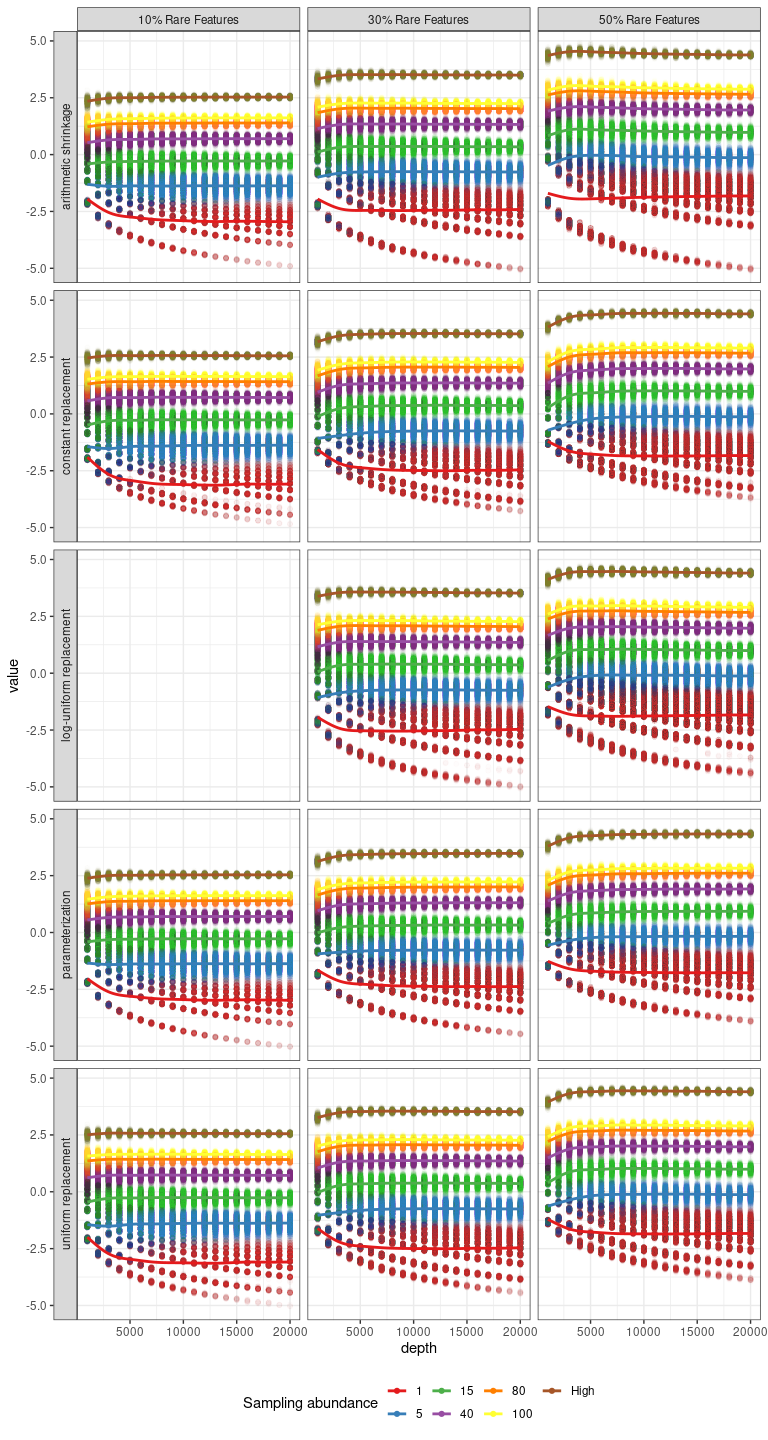 10% Rare Features 30% Rare Features 50% Rare Features
5.0
2.5
0.0
-2.5
-5.0
arithmetic shrinkage
5.0
2.5
0.0
-2.5
-5.0
constant replacement
5.0
2.5
0.0
-2.5
-5.0
log-uniform replacement
value
5.0
2.5
0.0
-2.5
-5.0
parameterization
5.0
2.5
0.0
-2.5
-5.0
uniform replacement
5000 10000 15000 20000 5000 10000 15000 20000 5000 10000 15000 20000
depth
Sampling abundance
1 15 80 High
5 40 100